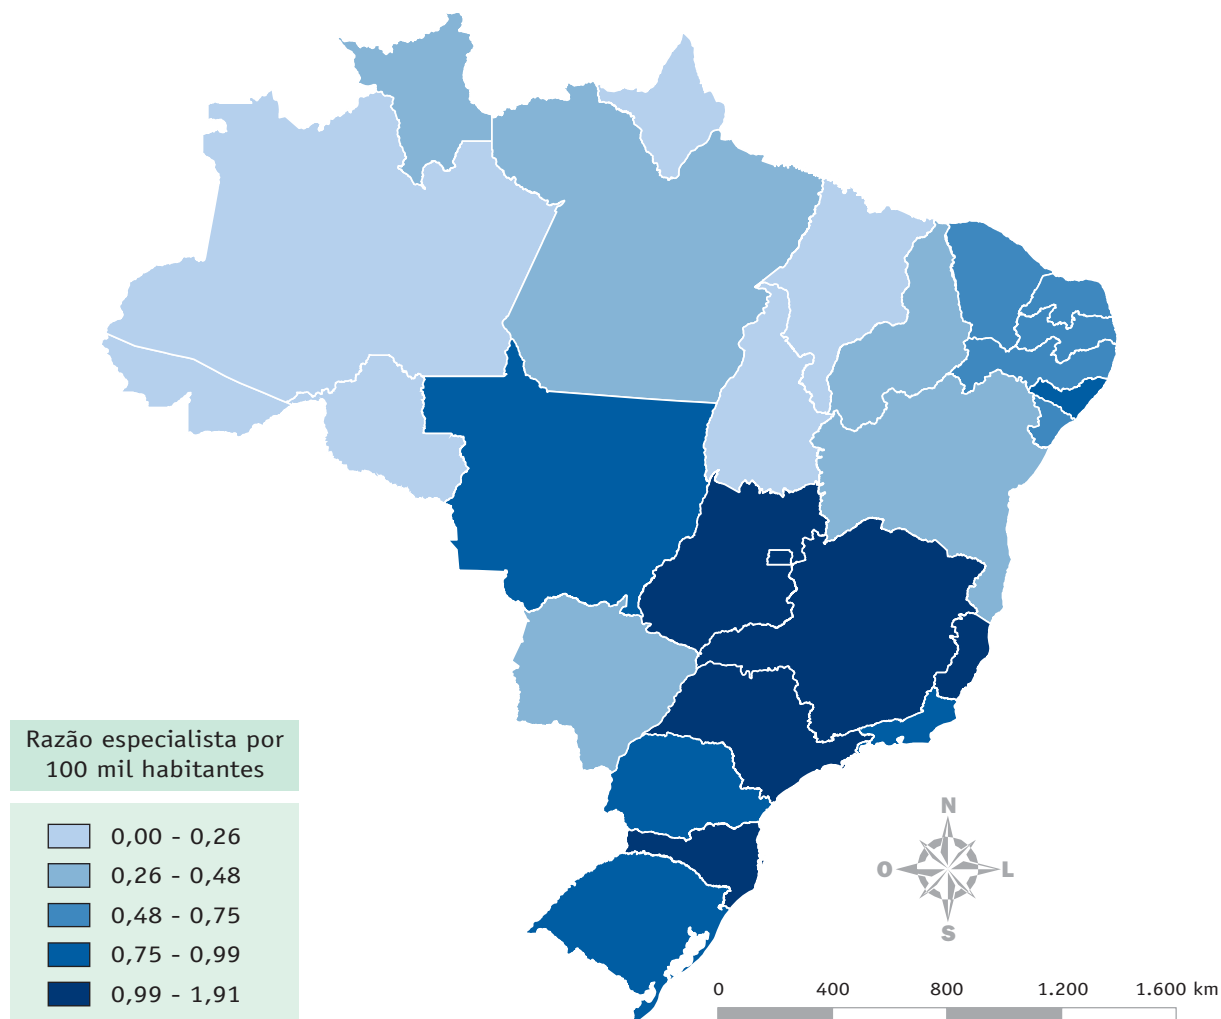 Razão especialista por
100 mil habitantes
0,00 - 0,26
0,26 - 0,48
0,48 - 0,75
0,75 - 0,99
0,99 - 1,91
N
O L
S
0 400 800 1.200 1.600 km